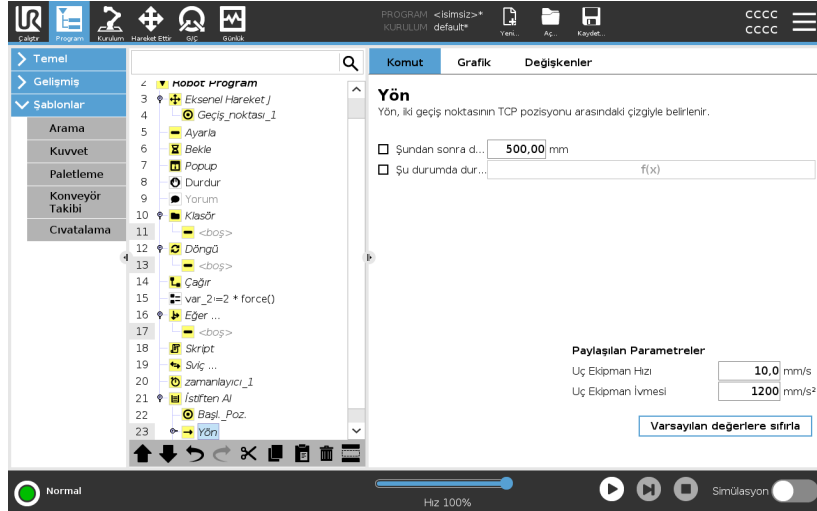 PROGRAM <isimsiz>*
KURULUM default*
CCCC
CCCC
Çalıştır
Program
Kurulum
Hareket Ettir
G/Ç
Günlük
Yeni...
Aç...
Kaydet...
Temel
Gelişmiş
Şablonlar
Arama
Kuvvet
Paletleme
Konveyör
Takibi
Cıvatalama
2 Robot Program
3 Eksenel Hareket J
4 Geçiş_noktası_1
5 Ayarla
6 Bekle
7 Popup
8 Durdur
9 Yorum
10 Klasör
11 <boş>
12 Döngü
13 <boş>
14 Çağır
15 var_2≔2 * force()
16 Eğer ...
17 <boş>
18 Skript
19 Sviç ...
20 zamanlayıcı_1
21 İstiften Al
22 Başl._Poz.
23 Yön
Komut
Grafik
Değişkenler
Yön
Yön, iki geçiş noktasının TCP pozisyonu arasındaki çizgiyle belirlenir.
Şundan sonra d... 500,00 mm
Şu durumda dur... f(x)
Paylaşılan Parametreler
Uç Ekipman Hızı 10,0 mm/s
Uç Ekipman İvmesi 1200 mm/s²
Varsayılan değerlere sıfırla
Normal
Hız 100%
Simülasyon